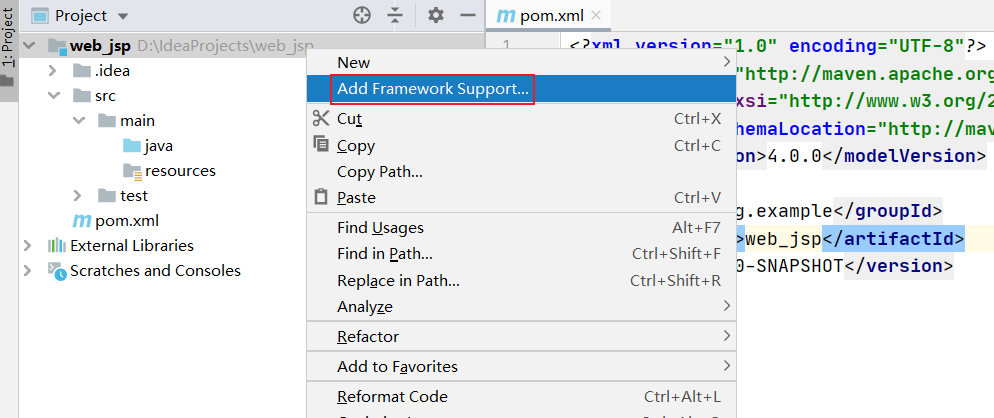 1: Project
Project
pom.xml
web_jsp D:\IdeaProjects\web_jsp
.idea
src
main
java
resources
test
pom.xml
External Libraries
Scratches and Consoles
New
Add Framework Support...
Cut Ctrl+X
Copy Ctrl+C
Copy Path...
Paste Ctrl+V
Find Usages Alt+F7
Find in Path... Ctrl+Shift+F
Replace in Path... Ctrl+Shift+R
Analyze
Refactor
Add to Favorites
Reformat Code Ctrl+Alt+L
1 <?xml version="1.0" encoding="UTF-8"?>
"http://maven.apache.org
xsi="http://www.w3.org/2
hemaLocation="http://mav
on>4.0.0</modelVersion>
g.example</groupId>
>web_jsp</artifactId>
0-SNAPSHOT</version>